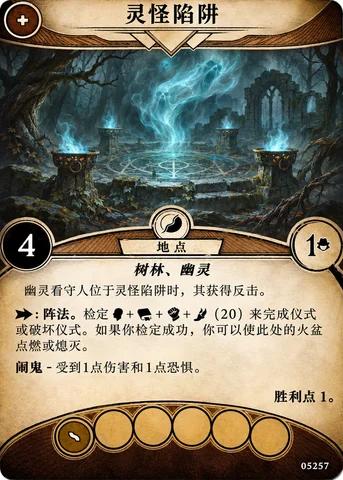 灵怪陷阱
4
地点
1
树林、幽灵
幽灵看守人位于灵怪陷阱时，其获得反击。
：阵法。检定 + + + （20）来完成仪式
或破坏仪式。如果你检定成功，你可以使此处的火盆
点燃或熄灭。
闹鬼 - 受到1点伤害和1点恐惧。
胜利点 1。
05257